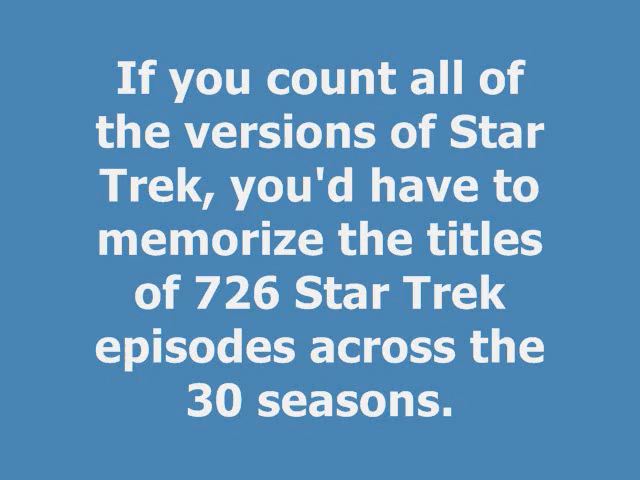 If you count all of
the versions of Star
Trek, you'd have to
memorize the titles
of 726 Star Trek
episodes across the
30 seasons.